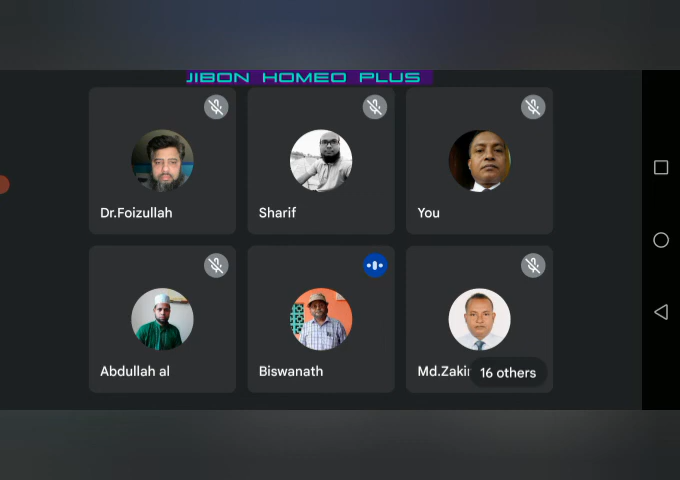 JIBON HOMEO PLUS
Dr.Foizullah
Sharif
You
Abdullah al
Biswanath
Md.Zakir
16 others